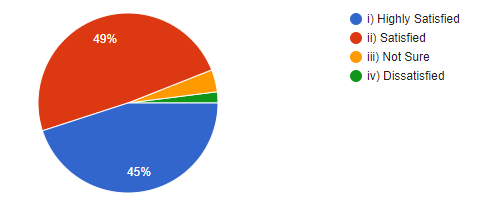 49%
45%
i) Highly Satisfied
ii) Satisfied
iii) Not Sure
iv) Dissatisfied